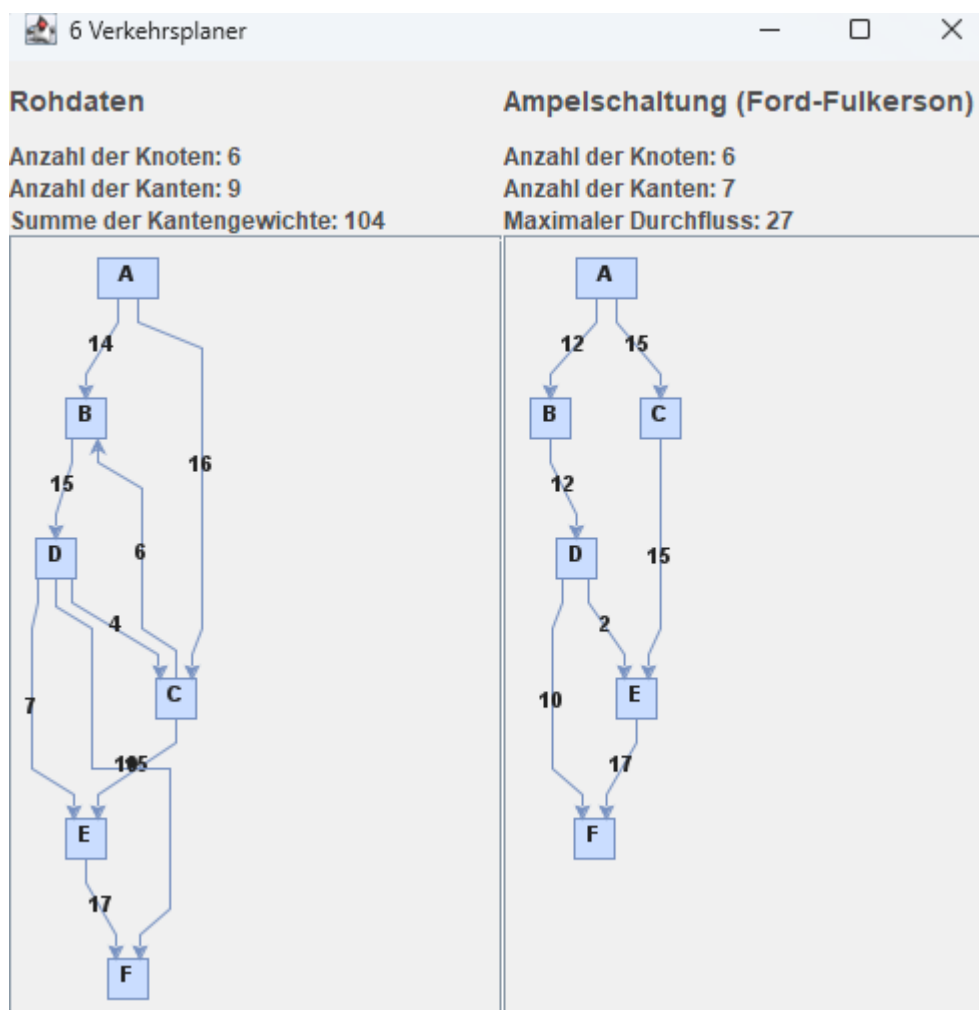 6 Verkehrsplaner
Rohdaten
Anzahl der Knoten: 6
Anzahl der Kanten: 9
Summe der Kantengewichte: 104
A
14
B
16
15
D
6
4
C
7
E
17
F
Ampelschaltung (Ford-Fulkerson)
Anzahl der Knoten: 6
Anzahl der Kanten: 7
Maximaler Durchfluss: 27
A
12
15
B
C
12
D
15
2
E
10
17
F